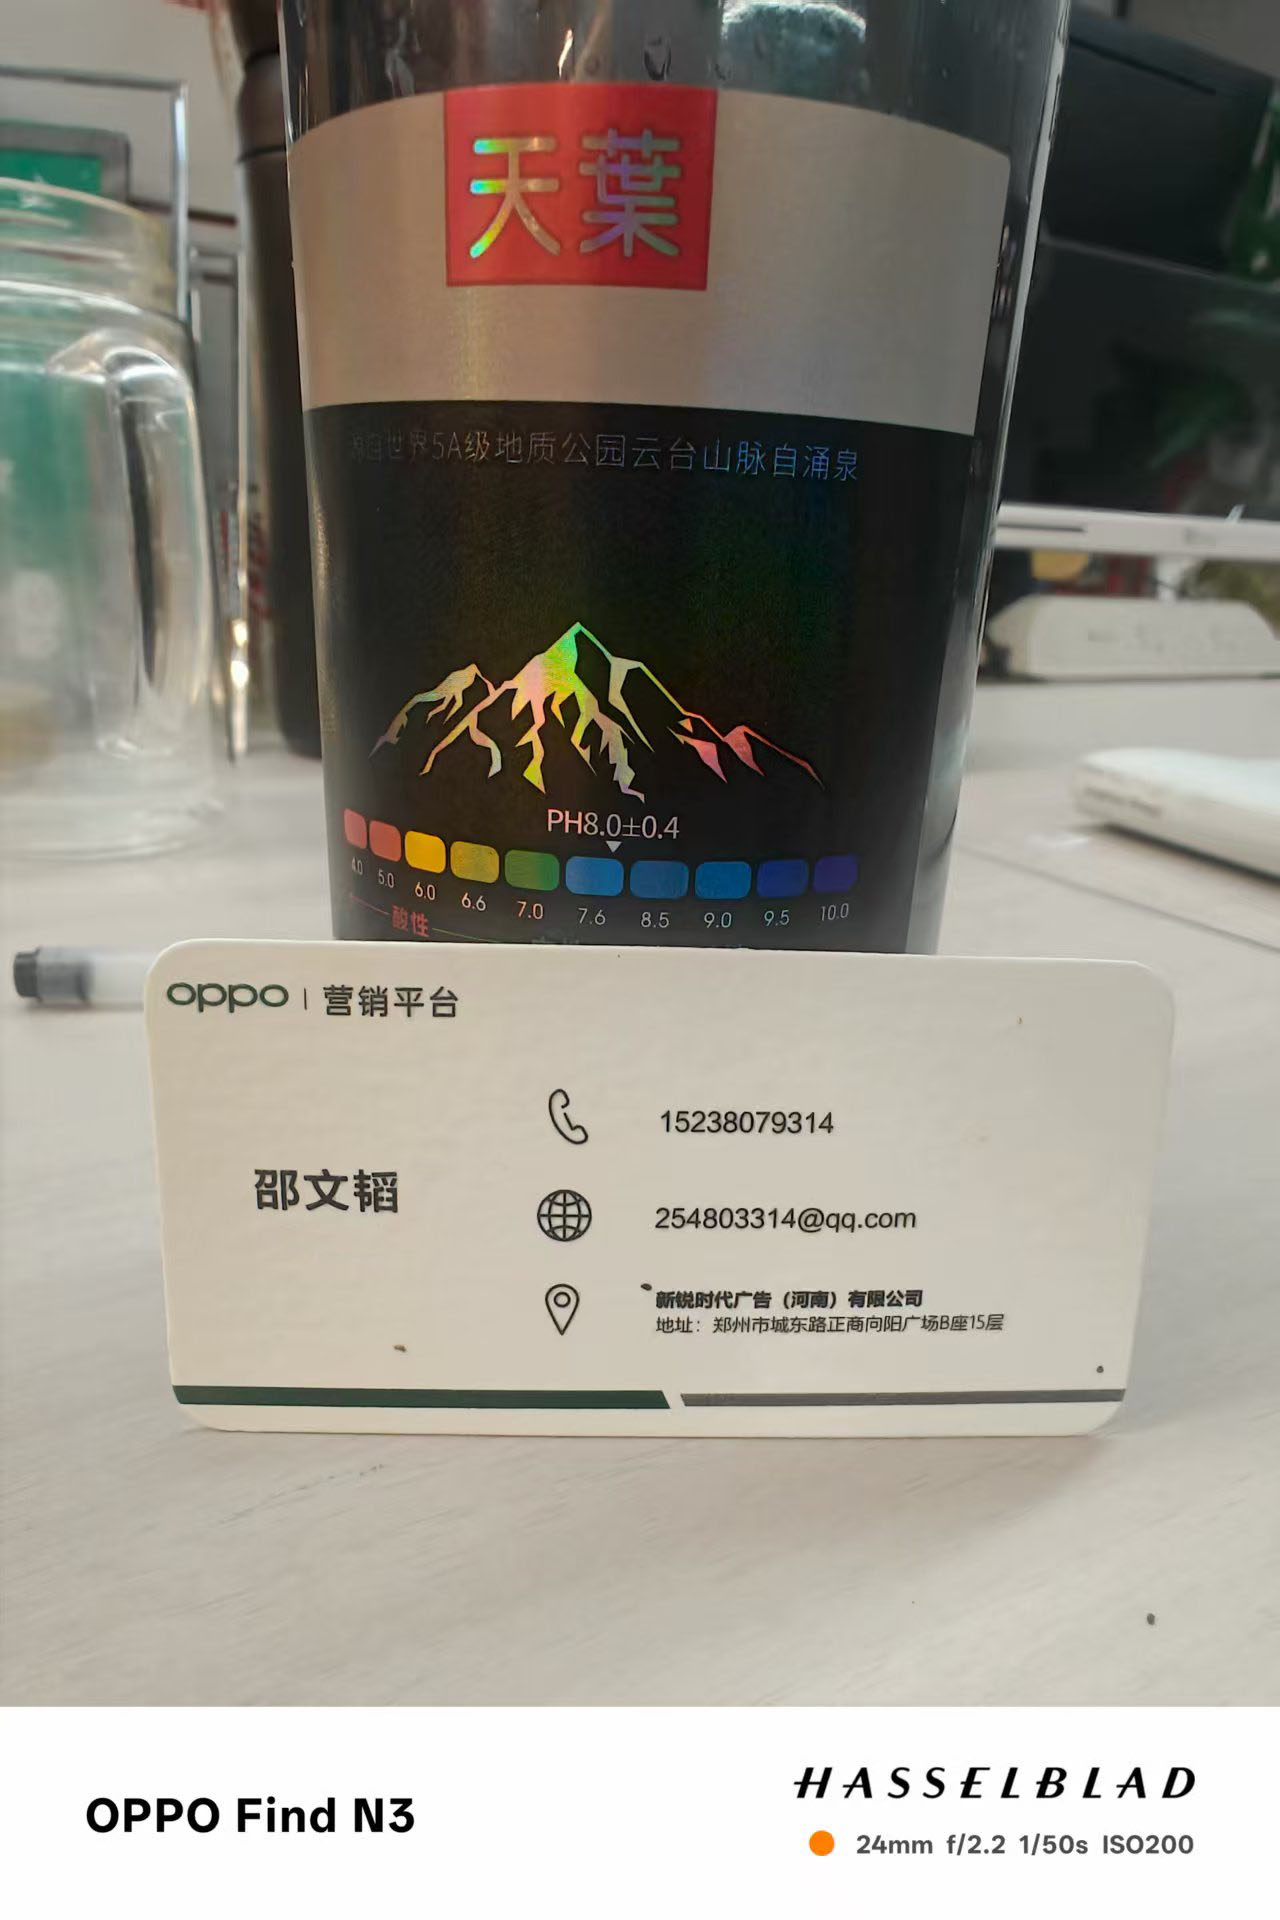 天葉
源自世界5A级地质公园云台山脉自涌泉
PH8.0±0.4
4.0 5.0 6.0 6.6 7.0 7.6 8.5 9.0 9.5 10.0
酸性
oppo | 营销平台
15238079314
邵文韬
254803314@qq.com
新锐时代广告（河南）有限公司
地址：郑州市城东路正商向阳广场B座15层
OPPO Find N3
HASSELBLAD
24mm f/2.2 1/50s ISO200